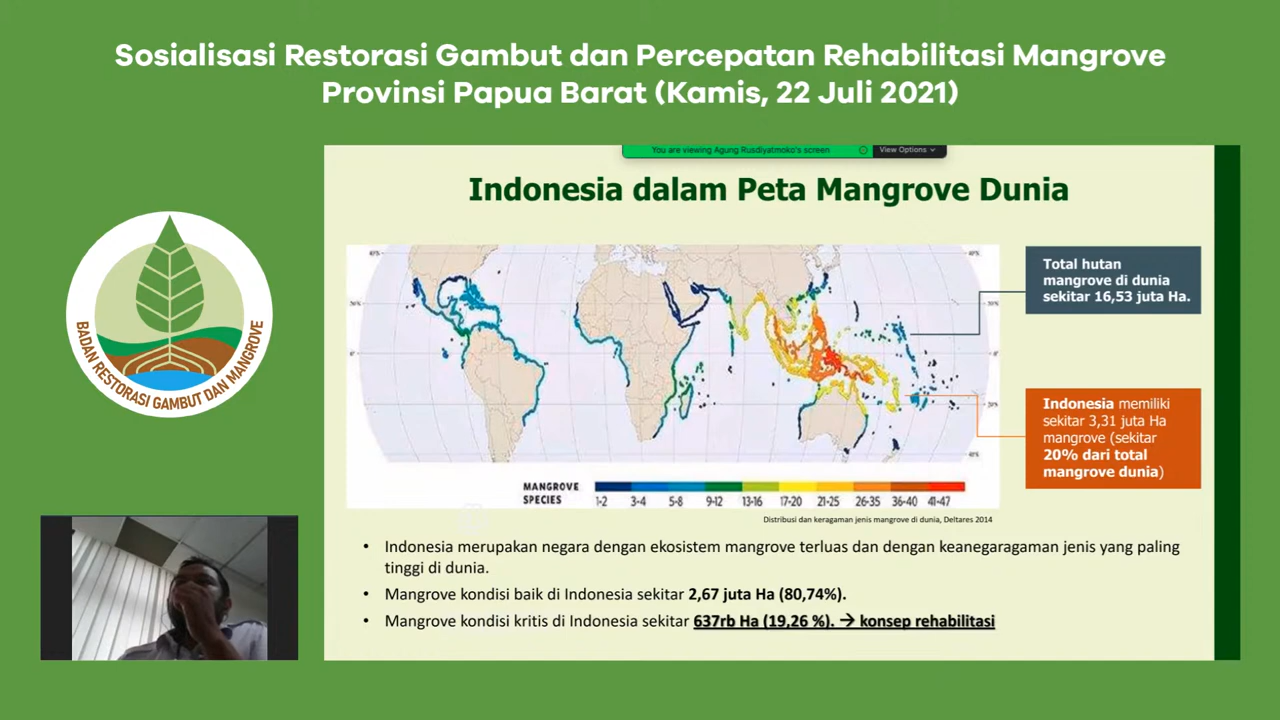 Sosialisasi Restorasi Gambut dan Percepatan Rehabilitasi Mangrove
Provinsi Papua Barat (Kamis, 22 Juli 2021)
You are viewing Agung Rusdiyatmoko's screen
View Options
Indonesia dalam Peta Mangrove Dunia
BADAN RESTORASI GAMBUT DAN MANGROVE
Total hutan
mangrove di dunia
sekitar 16,53 juta Ha.
Indonesia memiliki
sekitar 3,31 juta Ha
mangrove (sekitar
20% dari total
mangrove dunia)
MANGROVE
SPECIES
1-2 3-4 5-8 9-12 13-16 17-20 21-25 26-35 36-40 41-47
Distribusi dan keragaman jenis mangrove di dunia, Deltares 2014
• Indonesia merupakan negara dengan ekosistem mangrove terluas dan dengan keanegaragaman jenis yang paling
tinggi di dunia.
• Mangrove kondisi baik di Indonesia sekitar 2,67 juta Ha (80,74%).
• Mangrove kondisi kritis di Indonesia sekitar 637rb Ha (19,26 %). → konsep rehabilitasi